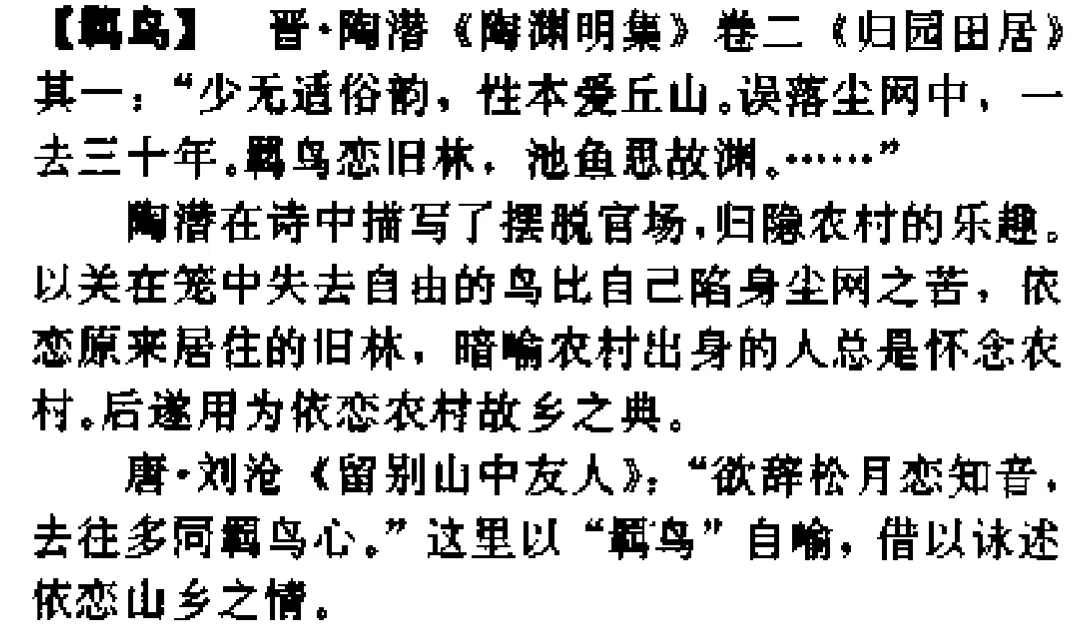 【羁鸟】 晋·陶潜《陶渊明集》卷二《归园田居》
其一：“少无适俗韵，性本爱丘山。误落尘网中，一
去三十年。羁鸟恋旧林，池鱼思故渊。……”
陶潜在诗中描写了摆脱官场，归隐农村的乐趣。
以关在笼中失去自由的鸟比自己陷身尘网之苦，依
恋原来居住的旧林，暗喻农村出身的人总是怀念农
村。后遂用为依恋农村故乡之典。
唐·刘沧《留别山中友人》：“欲辞松月恋知音，
去往多同羁鸟心。”这里以“羁鸟”自喻，借以咏述
依恋山乡之情。